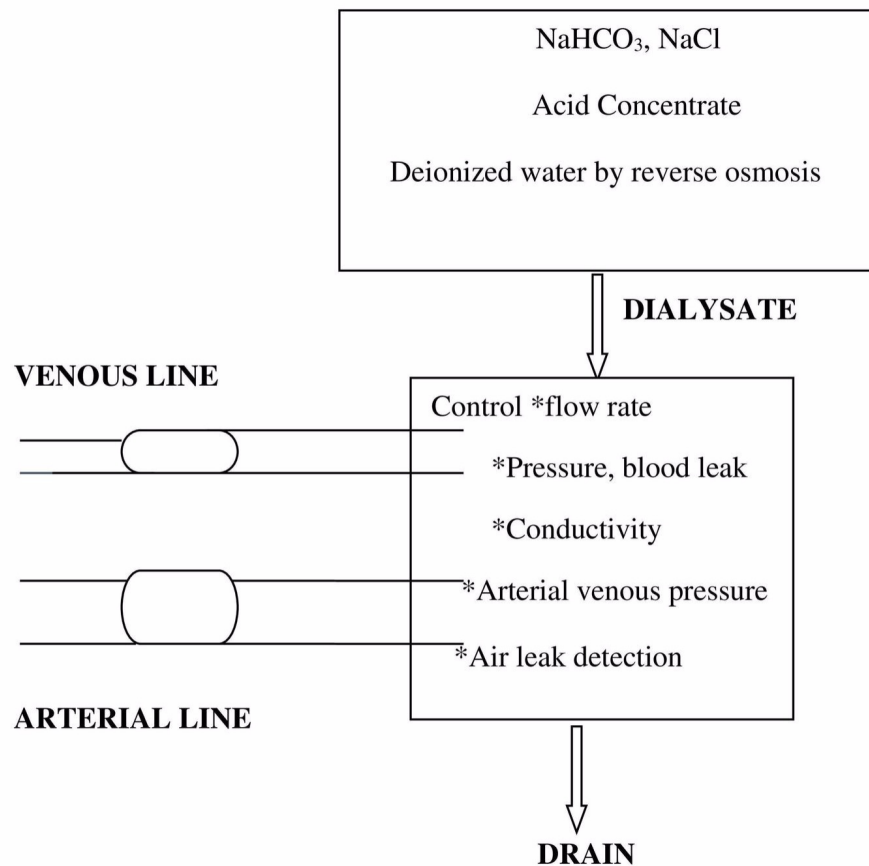 NaHCO₃, NaCl
Acid Concentrate
Deionized water by reverse osmosis
DIALYSATE
VENOUS LINE
Control *flow rate
*Pressure, blood leak
*Conductivity
*Arterial venous pressure
*Air leak detection
ARTERIAL LINE
DRAIN